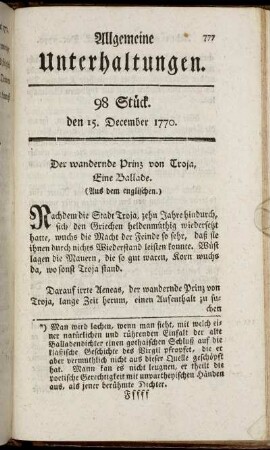 Allgemeine
777
Unterhaltungen.
98 Stück.
den 15. December 1770.
Der wandernde Prinz von Troja,
Eine Ballade.
(Aus dem englischen.)
Nachdem die Stadt Troja, zehn Jahre hindurch,
sich den Griechen heldenmüthig wiedersetzt
hatte, wuchs die Macht der Feinde so sehr, daß sie
ihnen durch nichts Wiederstand leisten konnte. Wüst
lagen die Mauern, die so gut waren, Korn wuchs
da, wo sonst Troja stand.
Darauf irrte Aeneas, der wandernde Prinz von
Troja, lange Zeit herum, einen Aufenthalt zu su-
chen
*) Man wird lachen, wenn man sieht, mit welch ei-
ner natürlichen und rührenden Einfalt der alte
Balladendichter einen gothaischen Schluß auf die
klaßische Geschichte des Virgil pfropfet, die er
aber vermuthlich nicht aus dieser Quelle geschöpft
hat. Mann kan es nicht leugnen, er theilt die
poetische Gerechtigkeit mit unpartheyischen Händen
aus, als jener berühmte Dichter.
Fffff